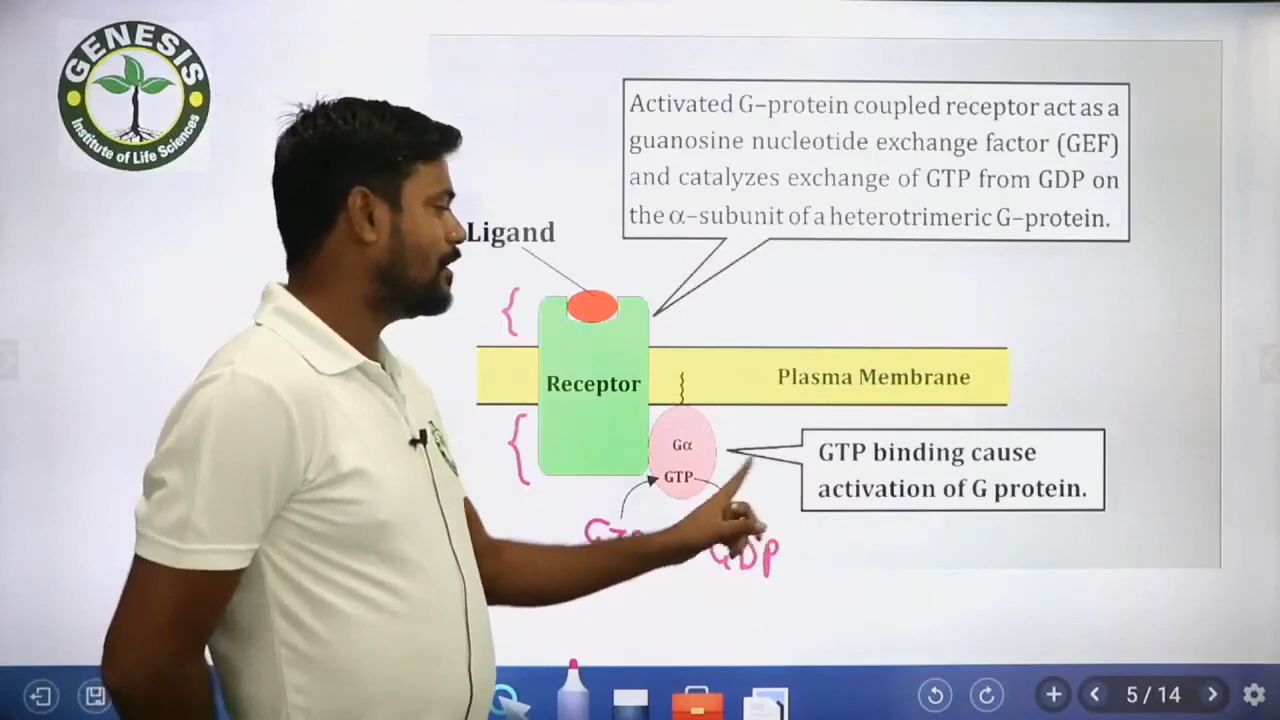 GENESIS
Institute of Life Sciences
Activated G-protein coupled receptor act as a
guanosine nucleotide exchange factor (GEF)
and catalyzes exchange of GTP from GDP on
the α-subunit of a heterotrimeric G-protein.
Ligand
Receptor
Plasma Membrane
Gα
GTP
GTP binding cause
activation of G protein.
GDP
5 / 14